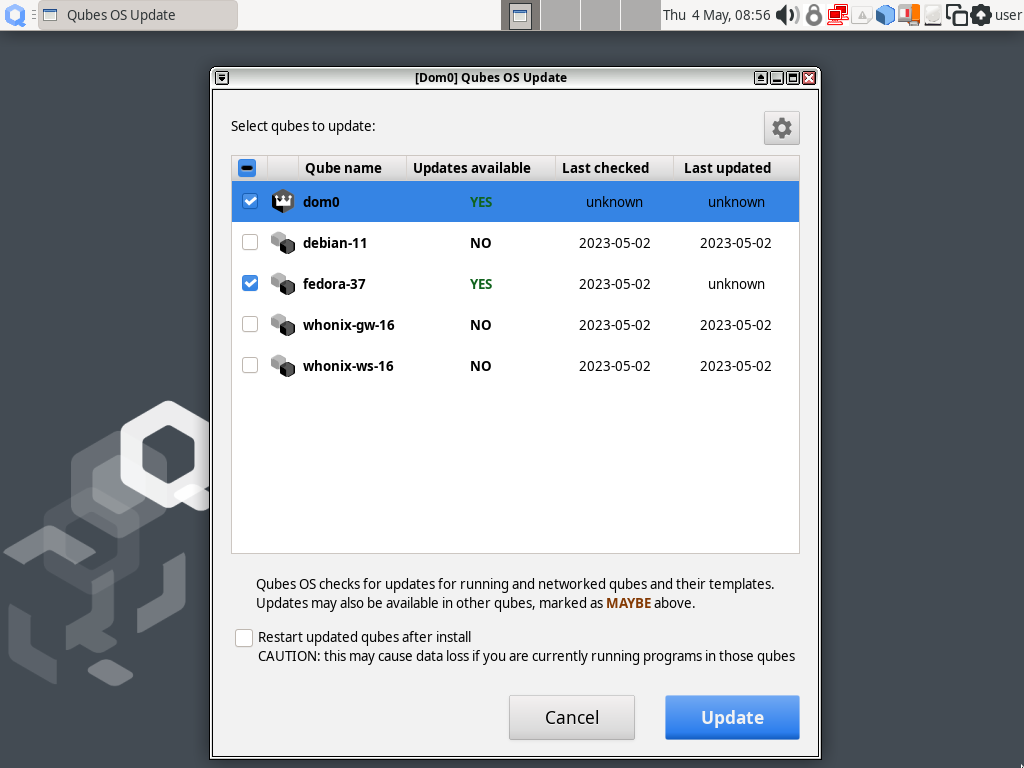 Qubes OS Update
Thu 4 May, 08:56
user
[Dom0] Qubes OS Update
Select qubes to update:
Qube name Updates available Last checked Last updated
dom0 YES unknown unknown
debian-11 NO 2023-05-02 2023-05-02
fedora-37 YES 2023-05-02 unknown
whonix-gw-16 NO 2023-05-02 2023-05-02
whonix-ws-16 NO 2023-05-02 2023-05-02
Qubes OS checks for updates for running and networked qubes and their templates.
Updates may also be available in other qubes, marked as MAYBE above.
Restart updated qubes after install
CAUTION: this may cause data loss if you are currently running programs in those qubes
Cancel Update